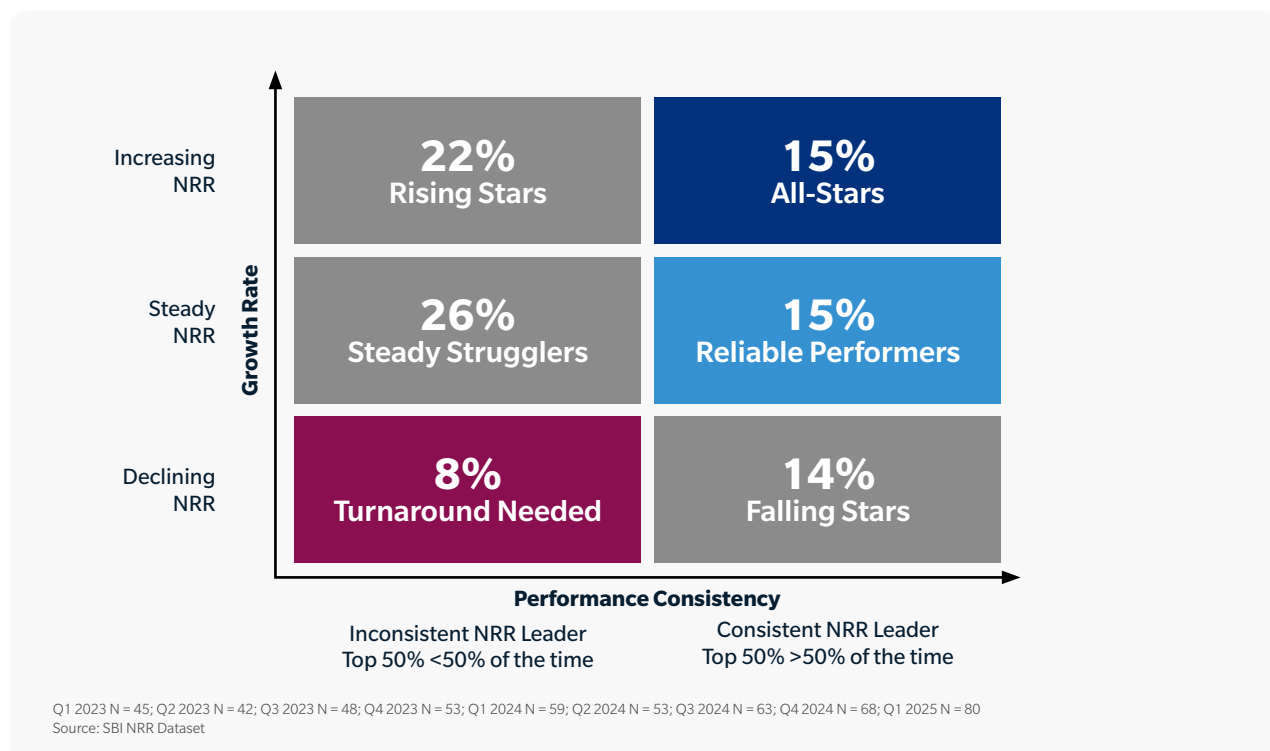 Increasing
NRR
22%
Rising Stars
15%
All-Stars
Growth Rate
Steady
NRR
26%
Steady Strugglers
15%
Reliable Performers
Declining
NRR
8%
Turnaround Needed
14%
Falling Stars
Performance Consistency
Inconsistent NRR Leader
Top 50% <50% of the time
Consistent NRR Leader
Top 50% >50% of the time
Q1 2023 N = 45; Q2 2023 N = 42; Q3 2023 N = 48; Q4 2023 N = 53; Q1 2024 N = 59; Q2 2024 N = 53; Q3 2024 N = 63; Q4 2024 N = 68; Q1 2025 N = 80
Source: SBI NRR Dataset